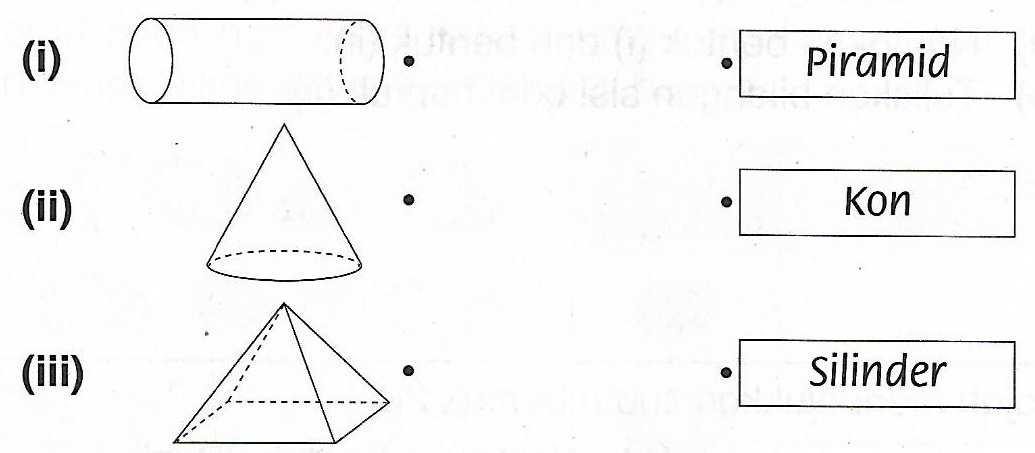 (i) Piramid
(ii) Kon
(iii) Silinder